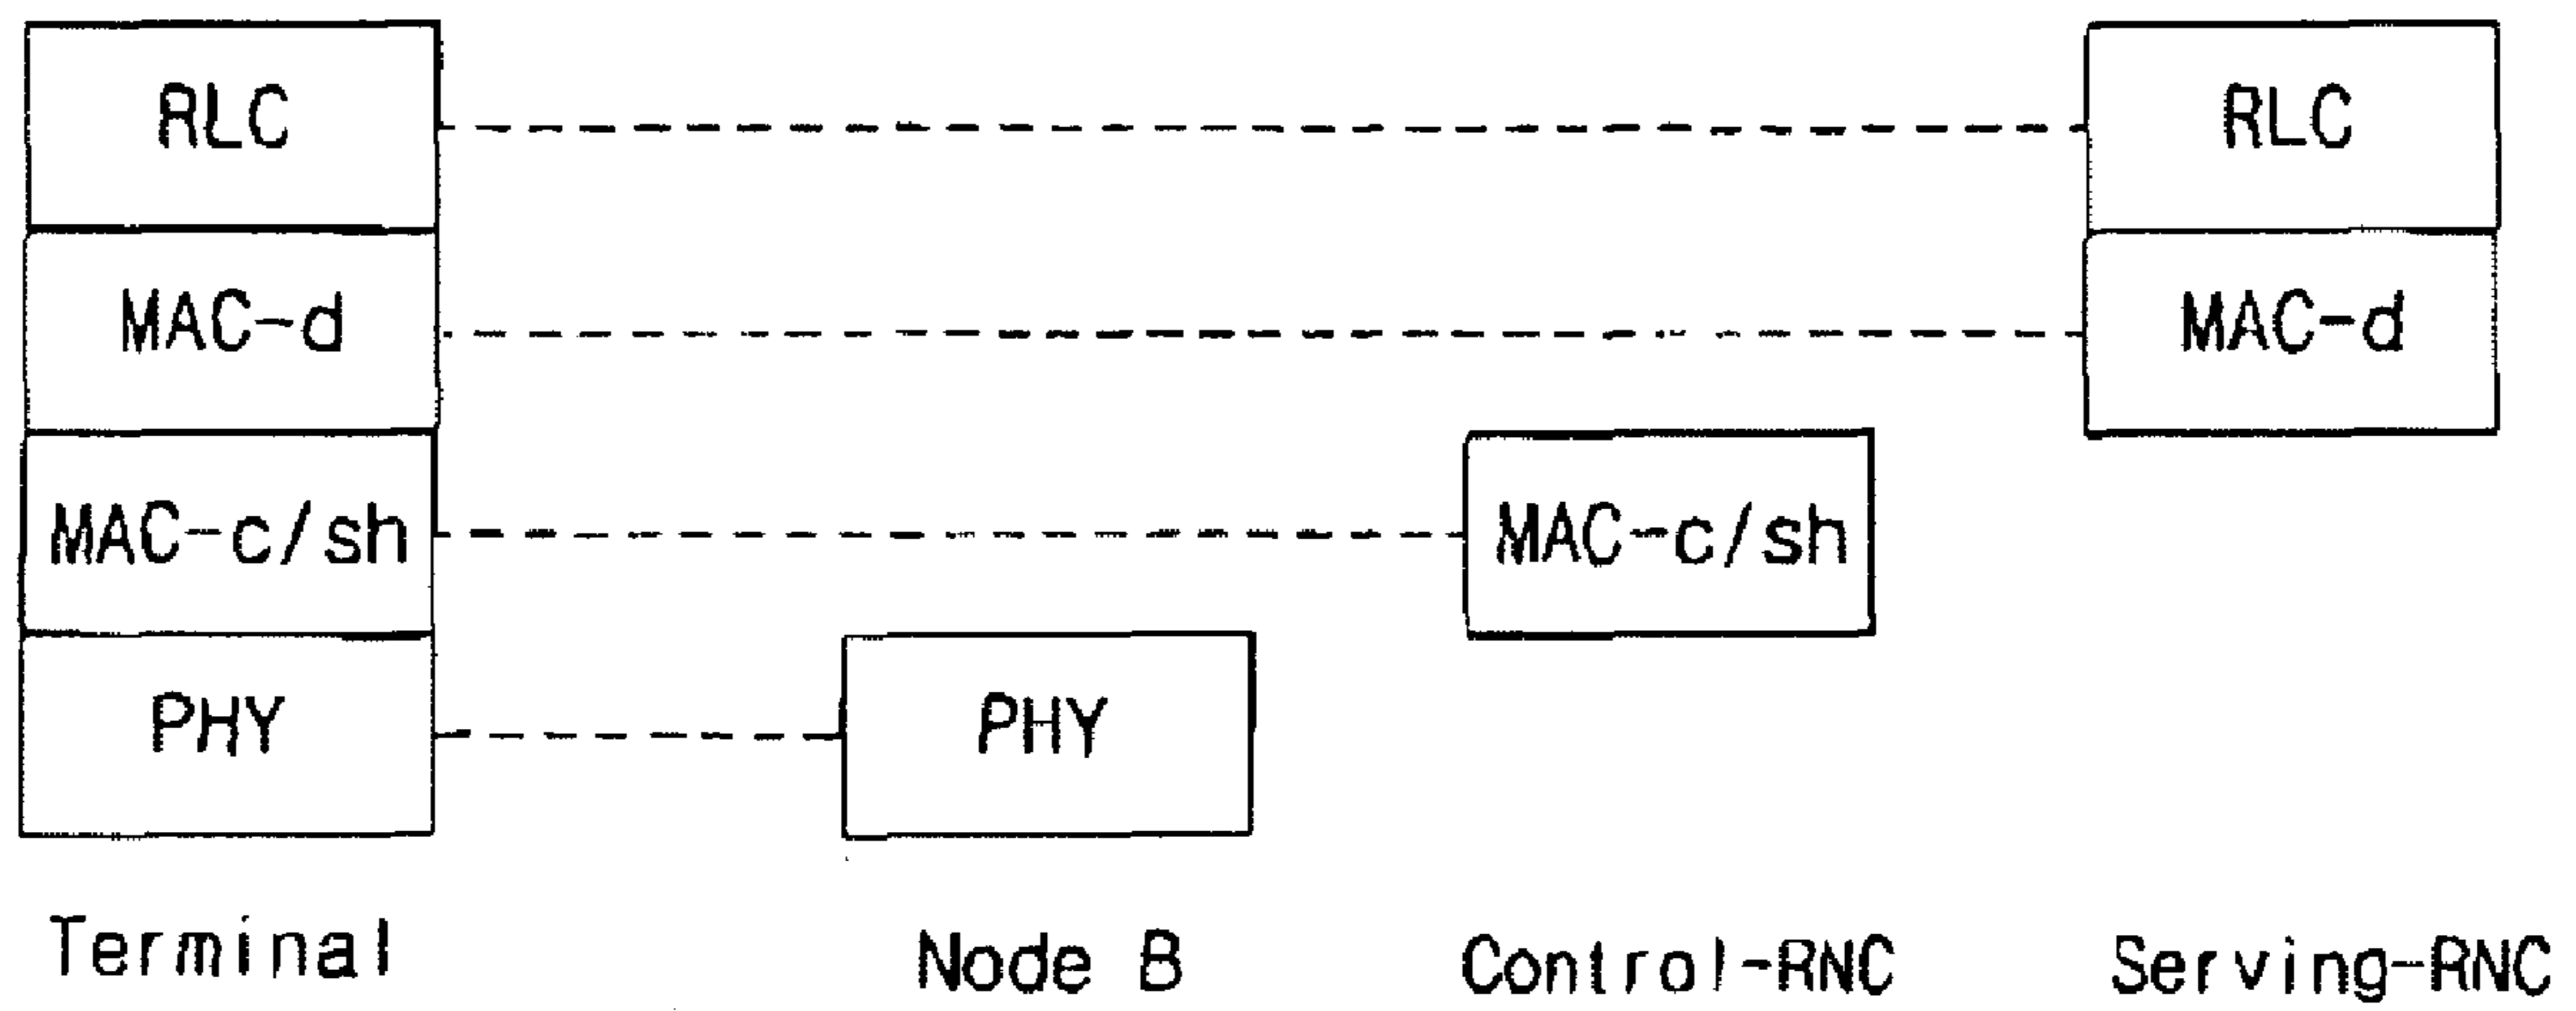 RLC RLC
MAC-d MAC-d
MAC-c/sh MAC-c/sh
PHY PHY
Terminal Node B Control-RNC Serving-RNC